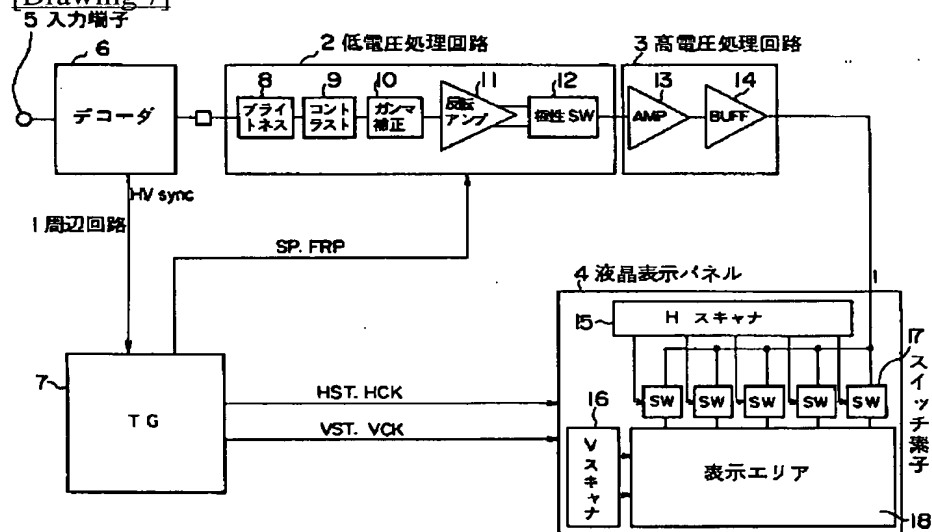 [Drawing 7]
5 入力端子
6
デコーダ
2 低電圧処理回路
8
ブライ
トネス
9
コント
ラスト
10
ガンマ
補正
11
反転
アンプ
12
極性 SW
3 高電圧処理回路
13
AMP
14
BUFF
HV sync
1 周辺回路
SP. FRP
7
TG
HST. HCK
VST. VCK
4 液晶表示パネル
1
15
H スキャナ
17 スイッチ素子
SW
SW
SW
SW
SW
16
Vスキャナ
表示エリア
18